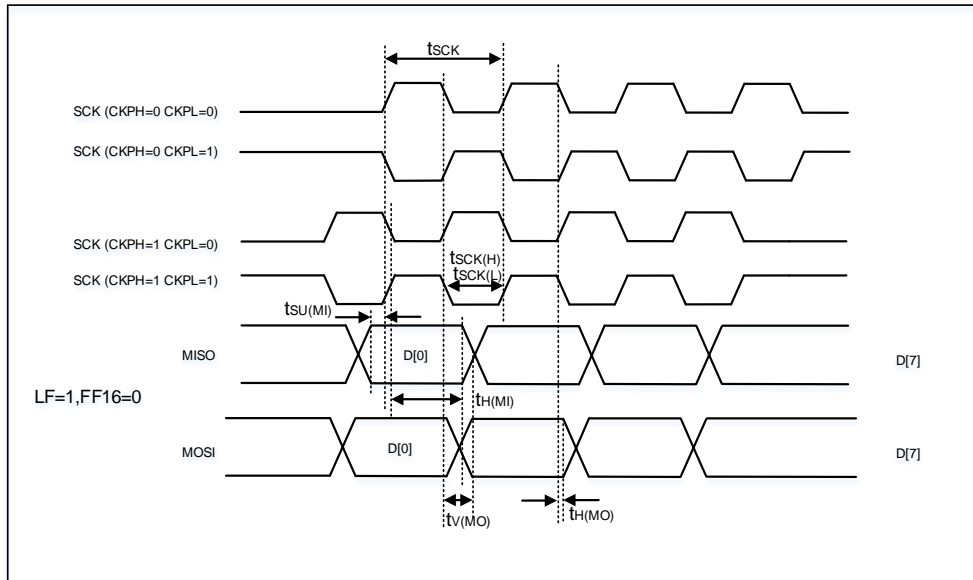 tSCK
SCK (CKPH=0 CKPL=0)
SCK (CKPH=0 CKPL=1)
SCK (CKPH=1 CKPL=0)
tSCK(H)
tSCK(L)
SCK (CKPH=1 CKPL=1)
tSU(MI)
MISO
D[0]
D[7]
LF=1,FF16=0
tH(MI)
MOSI
D[0]
D[7]
tV(MO)
tH(MO)